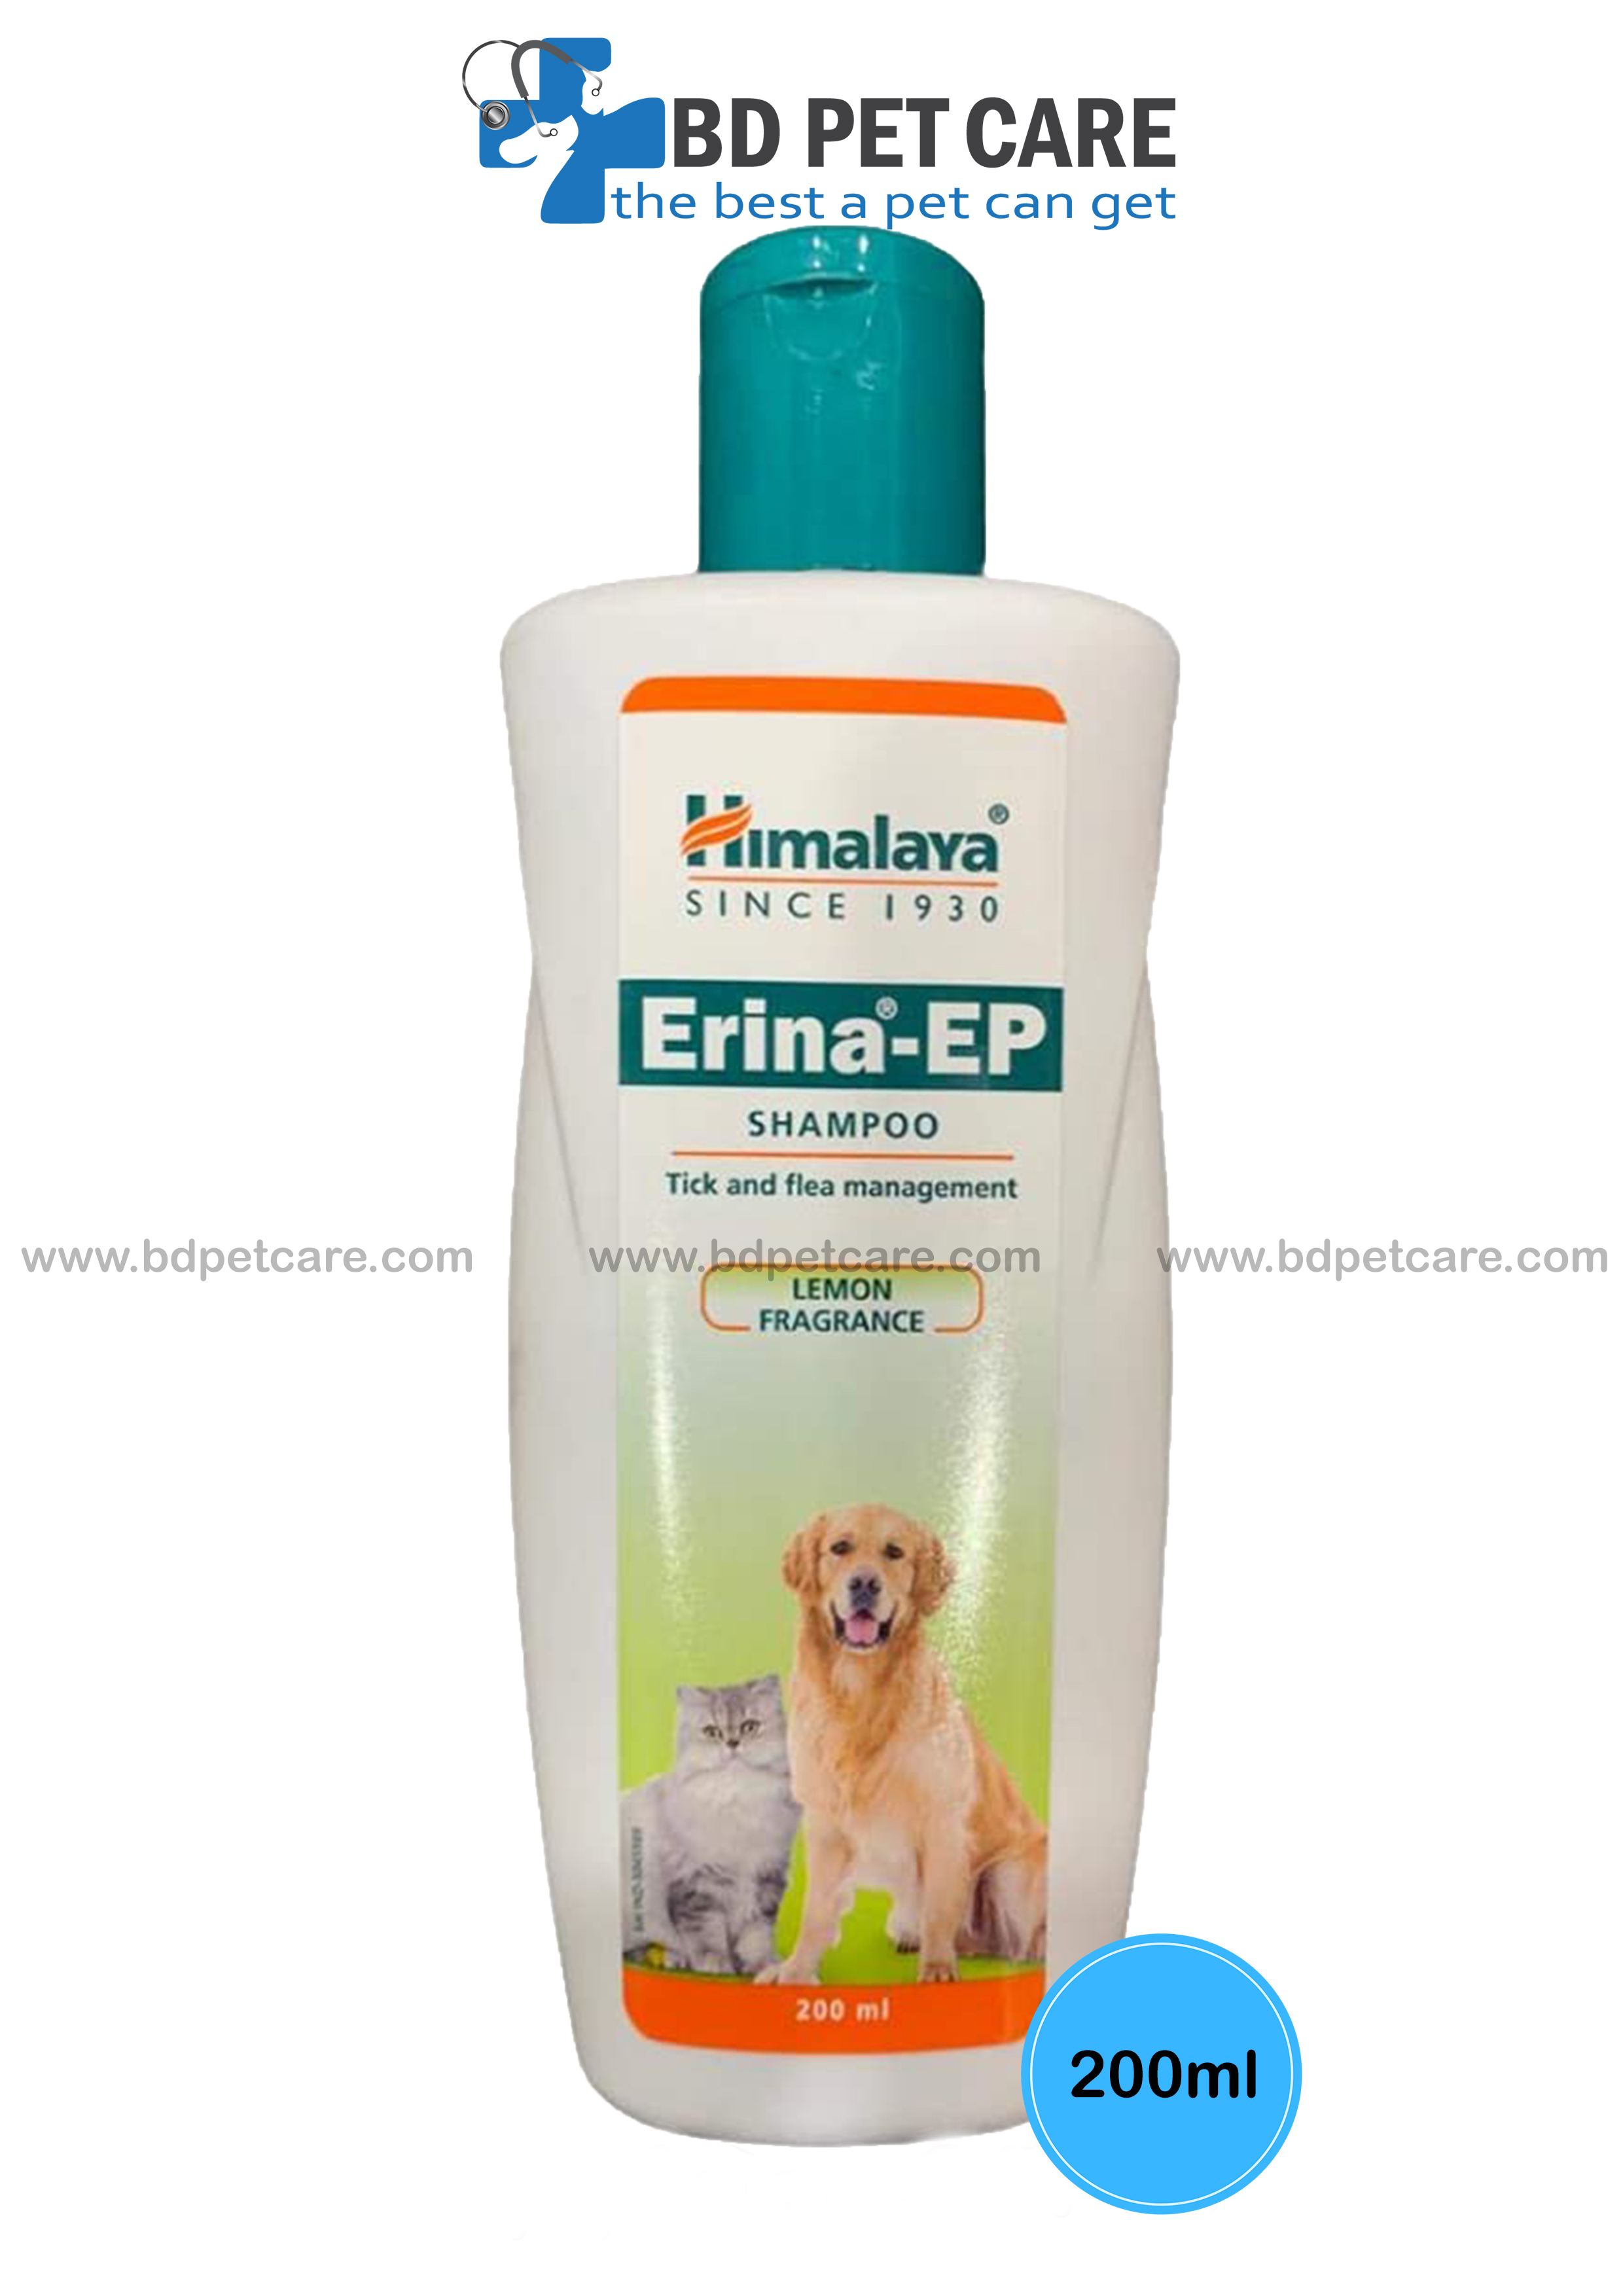 BD PET CARE
the best a pet can get
Himalaya®
SINCE 1930
Erina®-EP
SHAMPOO
Tick and flea management
www.bdpetcare.com www.bdpetcare.com www.bdpetcare.com
LEMON
FRAGRANCE
200 ml
200ml